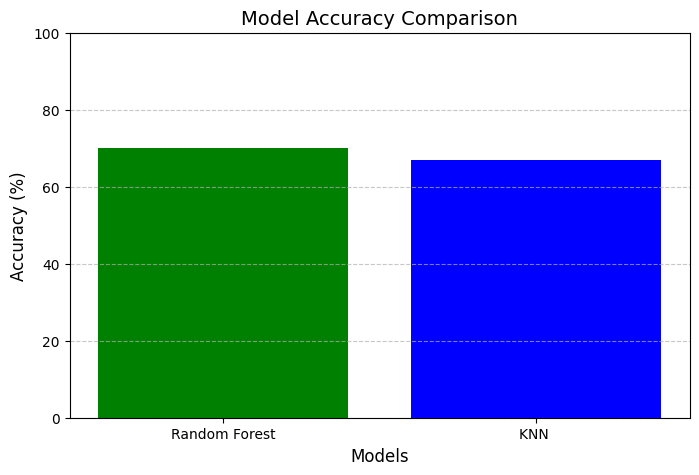 Model Accuracy Comparison
100
80
60
40
20
0
Accuracy (%)
Random Forest
KNN
Models